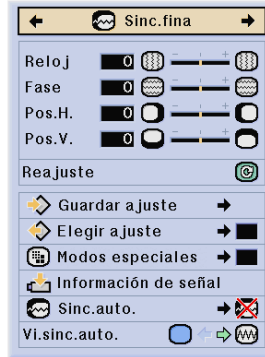 Sinc.fina
Reloj 0
Fase 0
Pos.H. 0
Pos.V. 0
Reajuste
Guardar ajuste
Elegir ajuste
Modos especiales
Información de señal
Sinc.auto.
Vi.sinc.auto.